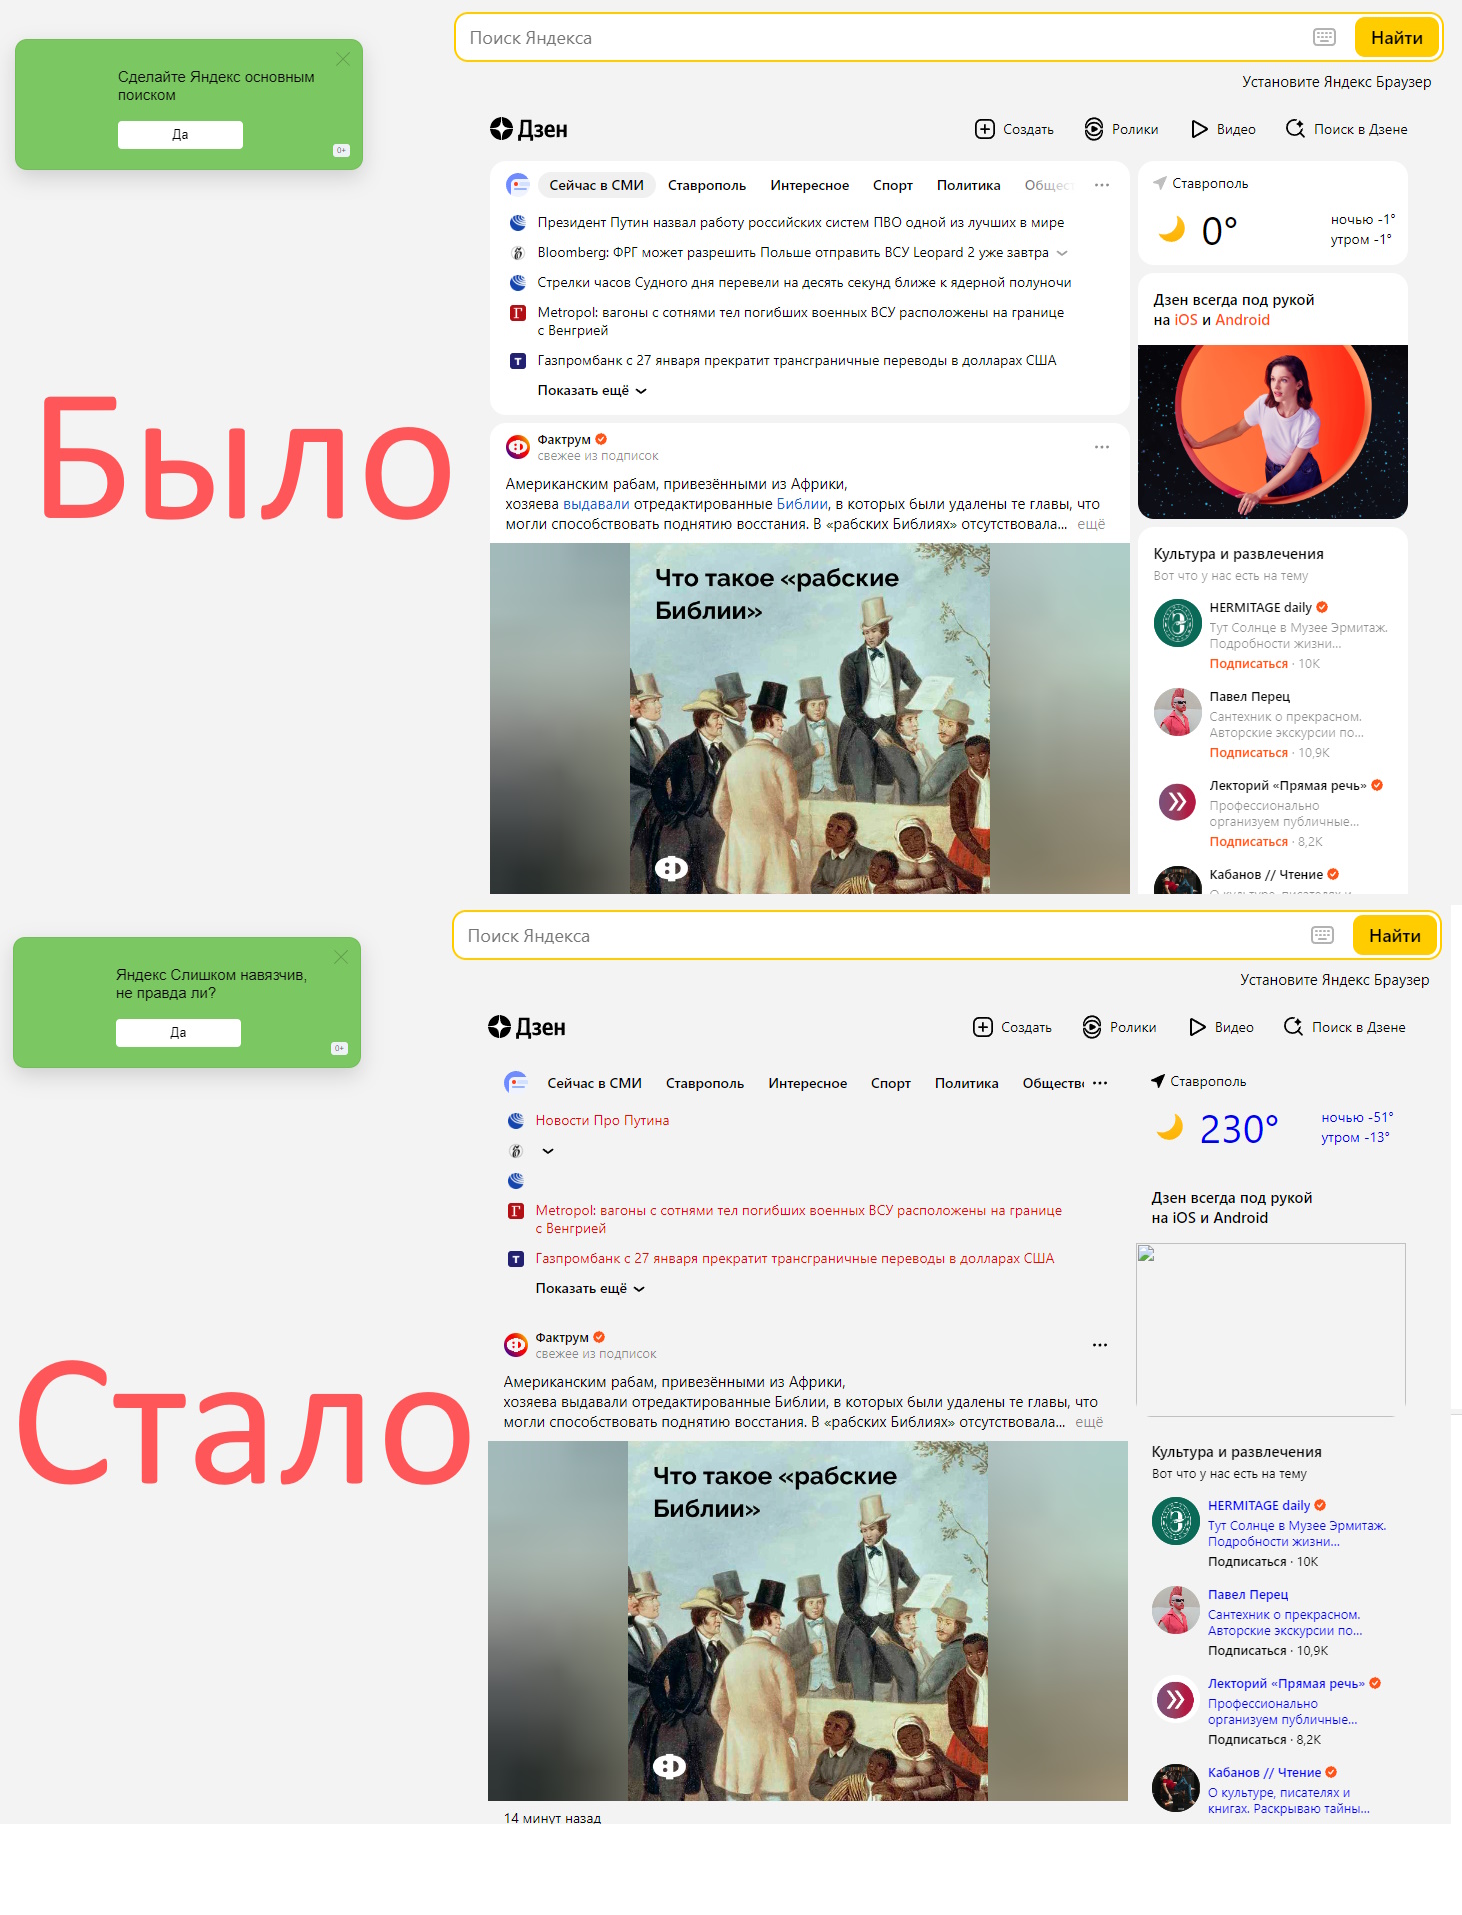 Поиск Яндекса
Найти
Установите Яндекс Браузер
Сделайте Яндекс основным
поиском
Да
0+
Дзен
Создать
Ролики
Видео
Поиск в Дзене
Сейчас в СМИ
Ставрополь
Интересное
Спорт
Политика
Общест
Президент Путин назвал работу российских систем ПВО одной из лучших в мире
Bloomberg: ФРГ может разрешить Польше отправить ВСУ Leopard 2 уже завтра
Стрелки часов Судного дня перевели на десять секунд ближе к ядерной полуночи
Metropol: вагоны с сотнями тел погибших военных ВСУ расположены на границе
с Венгрией
Газпромбанк с 27 января прекратит трансграничные переводы в долларах США
Показать ещё
Ставрополь
0°
ночью -1°
утром -1°
Дзен всегда под рукой
на iOS и Android
Было
Фактрум
свежее из подписок
Американским рабам, привезёнными из Африки,
хозяева выдавали отредактированные Библии, в которых были удалены те главы, что
могли способствовать поднятию восстания. В «рабских Библиях» отсутствовала... ещё
Что такое «рабские
Библии»
Культура и развлечения
Вот что у нас есть на тему
HERMITAGE daily
Тут Солнце в Музее Эрмитаж.
Подробности жизни...
Подписаться · 10K
Павел Перец
Сантехник о прекрасном.
Авторские экскурсии по...
Подписаться · 10,9K
Лекторий «Прямая речь»
Профессионально
организуем публичные...
Подписаться · 8,2K
Кабанов // Чтение
О культуре, писателях и
Поиск Яндекса
Найти
Установите Яндекс Браузер
Яндекс Слишком навязчив,
не правда ли?
Да
0+
Дзен
Создать
Ролики
Видео
Поиск в Дзене
Сейчас в СМИ
Ставрополь
Интересное
Спорт
Политика
Обществ
Новости Про Путина
Metropol: вагоны с сотнями тел погибших военных ВСУ расположены на границе
с Венгрией
Газпромбанк с 27 января прекратит трансграничные переводы в долларах США
Показать ещё
Ставрополь
230°
ночью -51°
утром -13°
Дзен всегда под рукой
на iOS и Android
Стало
Фактрум
свежее из подписок
Американским рабам, привезёнными из Африки,
хозяева выдавали отредактированные Библии, в которых были удалены те главы, что
могли способствовать поднятию восстания. В «рабских Библиях» отсутствовала... ещё
Что такое «рабские
Библии»
14 минут назад
Культура и развлечения
Вот что у нас есть на тему
HERMITAGE daily
Тут Солнце в Музее Эрмитаж.
Подробности жизни...
Подписаться · 10K
Павел Перец
Сантехник о прекрасном.
Авторские экскурсии по...
Подписаться · 10,9K
Лекторий «Прямая речь»
Профессионально
организуем публичные...
Подписаться · 8,2K
Кабанов // Чтение
О культуре, писателях и
книгах. Раскрываю тайны...